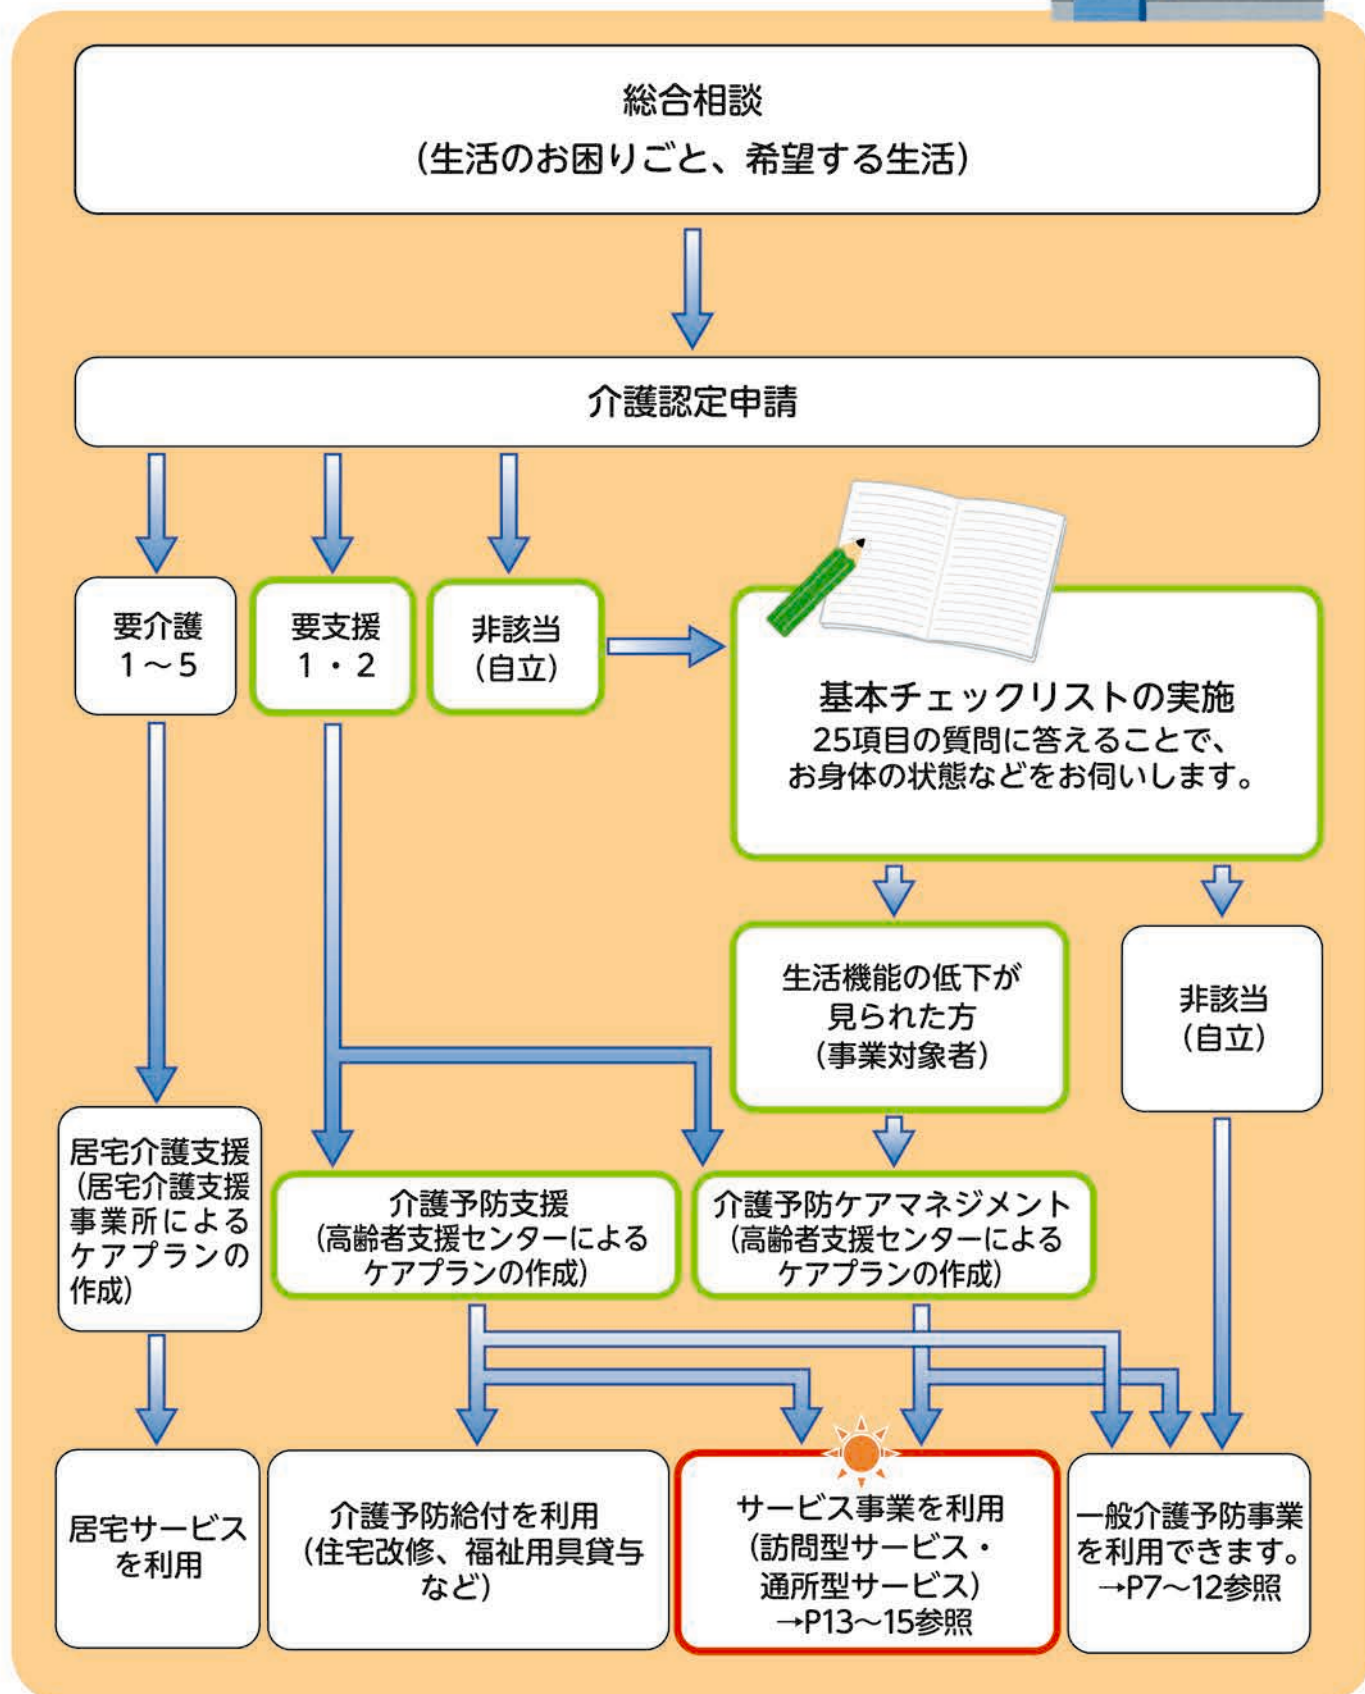 総合相談
(生活のお困りごと、希望する生活)
介護認定申請
要介護
1～5
要支援
1・2
非該当
(自立)
基本チェックリストの実施
25項目の質問に答えることで、
お身体の状態などをお伺いします。
生活機能の低下が
見られた方
(事業対象者)
非該当
(自立)
居宅介護支援
(居宅介護支援
事業所による
ケアプランの
作成)
介護予防支援
(高齢者支援センターによる
ケアプランの作成)
介護予防ケアマネジメント
(高齢者支援センターによる
ケアプランの作成)
居宅サービス
を利用
介護予防給付を利用
(住宅改修、福祉用具貸与
など)
サービス事業を利用
(訪問型サービス・
通所型サービス)
→P13～15参照
一般介護予防事業
を利用できます。
→P7～12参照